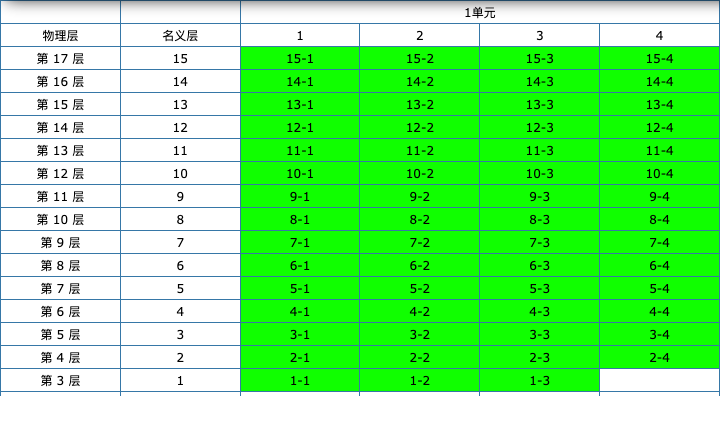 1单元
物理层 名义层 1 2 3 4
第 17 层 15 15-1 15-2 15-3 15-4
第 16 层 14 14-1 14-2 14-3 14-4
第 15 层 13 13-1 13-2 13-3 13-4
第 14 层 12 12-1 12-2 12-3 12-4
第 13 层 11 11-1 11-2 11-3 11-4
第 12 层 10 10-1 10-2 10-3 10-4
第 11 层 9 9-1 9-2 9-3 9-4
第 10 层 8 8-1 8-2 8-3 8-4
第 9 层 7 7-1 7-2 7-3 7-4
第 8 层 6 6-1 6-2 6-3 6-4
第 7 层 5 5-1 5-2 5-3 5-4
第 6 层 4 4-1 4-2 4-3 4-4
第 5 层 3 3-1 3-2 3-3 3-4
第 4 层 2 2-1 2-2 2-3 2-4
第 3 层 1 1-1 1-2 1-3